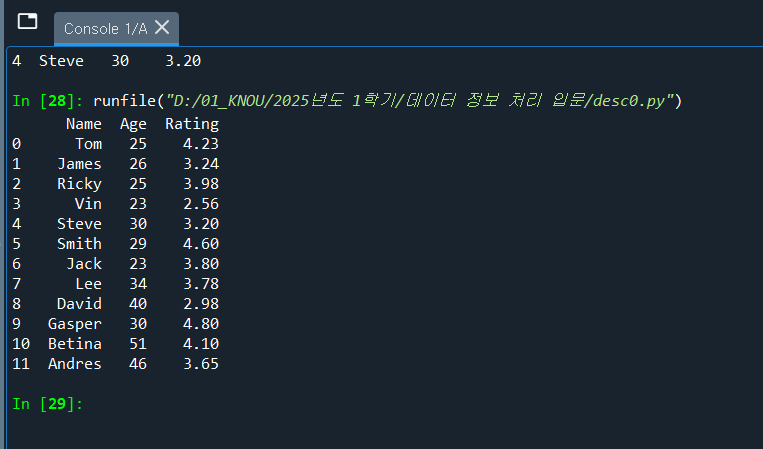 Console 1/A
4  Steve   30    3.20
In [28]: runfile("D:/01_KNOU/2025년도 1학기/데이터 정보 처리 입문/desc0.py")
      Name  Age  Rating
0      Tom   25    4.23
1    James   26    3.24
2    Ricky   25    3.98
3      Vin   23    2.56
4    Steve   30    3.20
5    Smith   29    4.60
6     Jack   23    3.80
7      Lee   34    3.78
8    David   40    2.98
9   Gasper   30    4.80
10  Betina   51    4.10
11  Andres   46    3.65
In [29]: